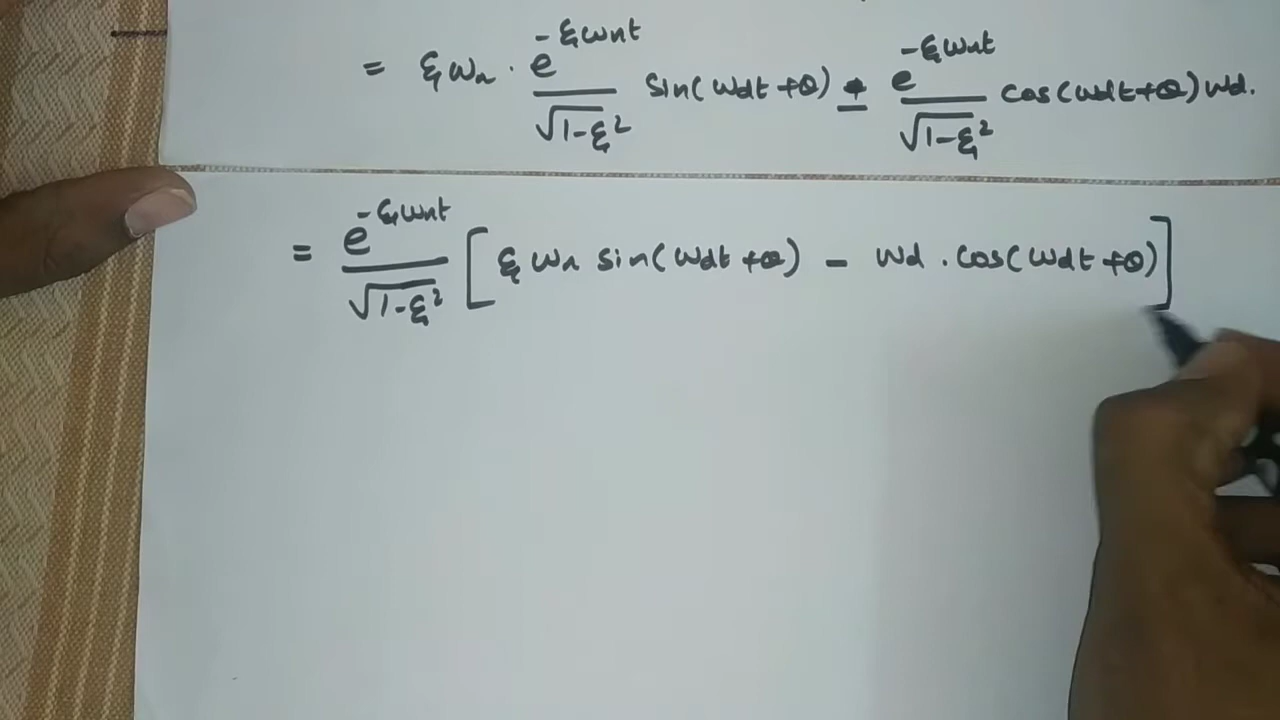 = ξωn · e^-ξωnt / √1-ξ² sin(ωdt+θ) - e^-ξωnt / √1-ξ² cos(ωdt+θ)ωd.
= e^-ξωnt / √1-ξ² [ξ ωn sin(ωdt+θ) - ωd . cos(ωdt+θ)]